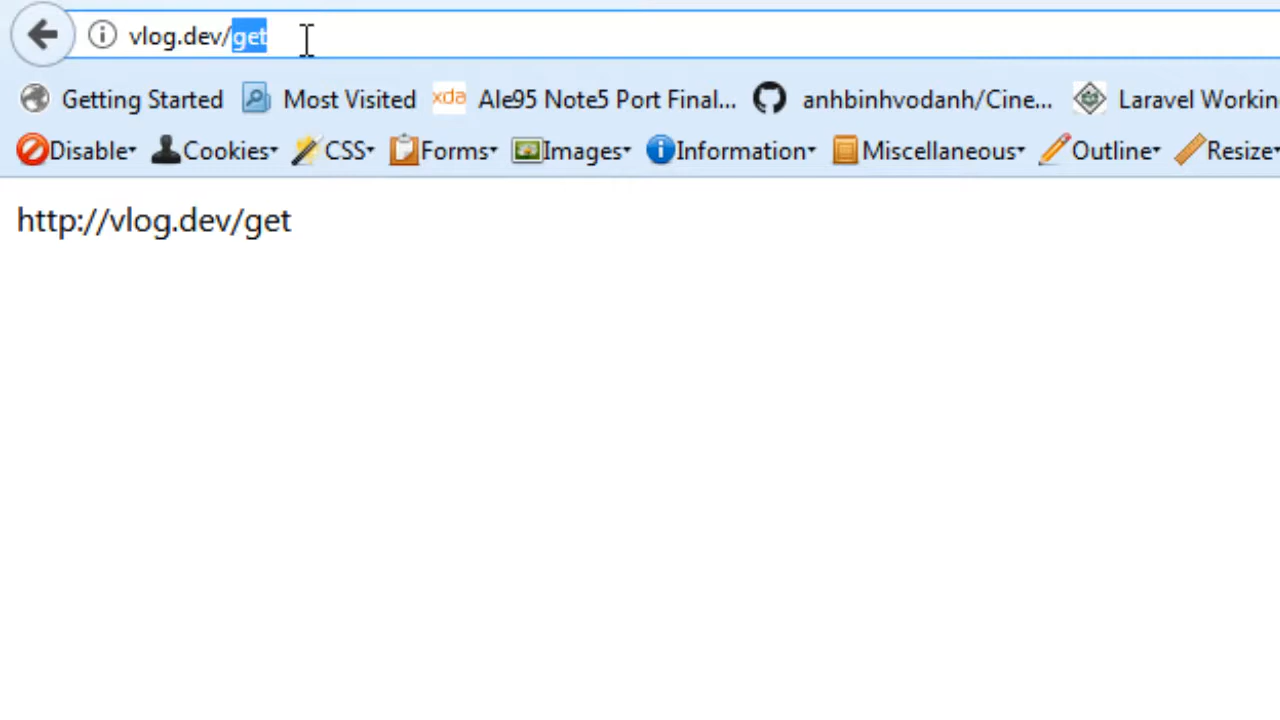 vlog.dev/get
Getting Started Most Visited xda Ale95 Note5 Port Final... anhbinhvodanh/Cine... Laravel Workin
Disable Cookies CSS Forms Images Information Miscellaneous Outline Resize
http://vlog.dev/get